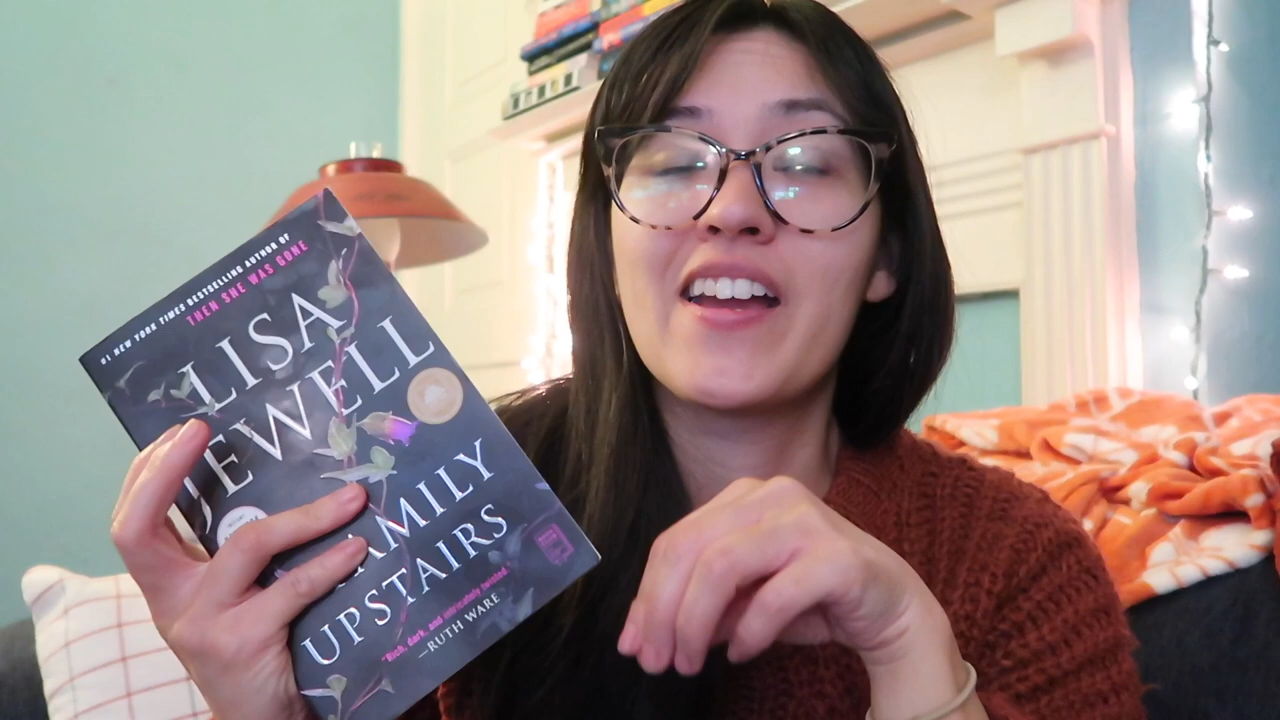 #1 NEW YORK TIMES BESTSELLING AUTHOR OF
THEN SHE WAS GONE
LISA
JEWELL
FAMILY
UPSTAIRS
"Rich, dark, and intricately twisted."
—RUTH WARE